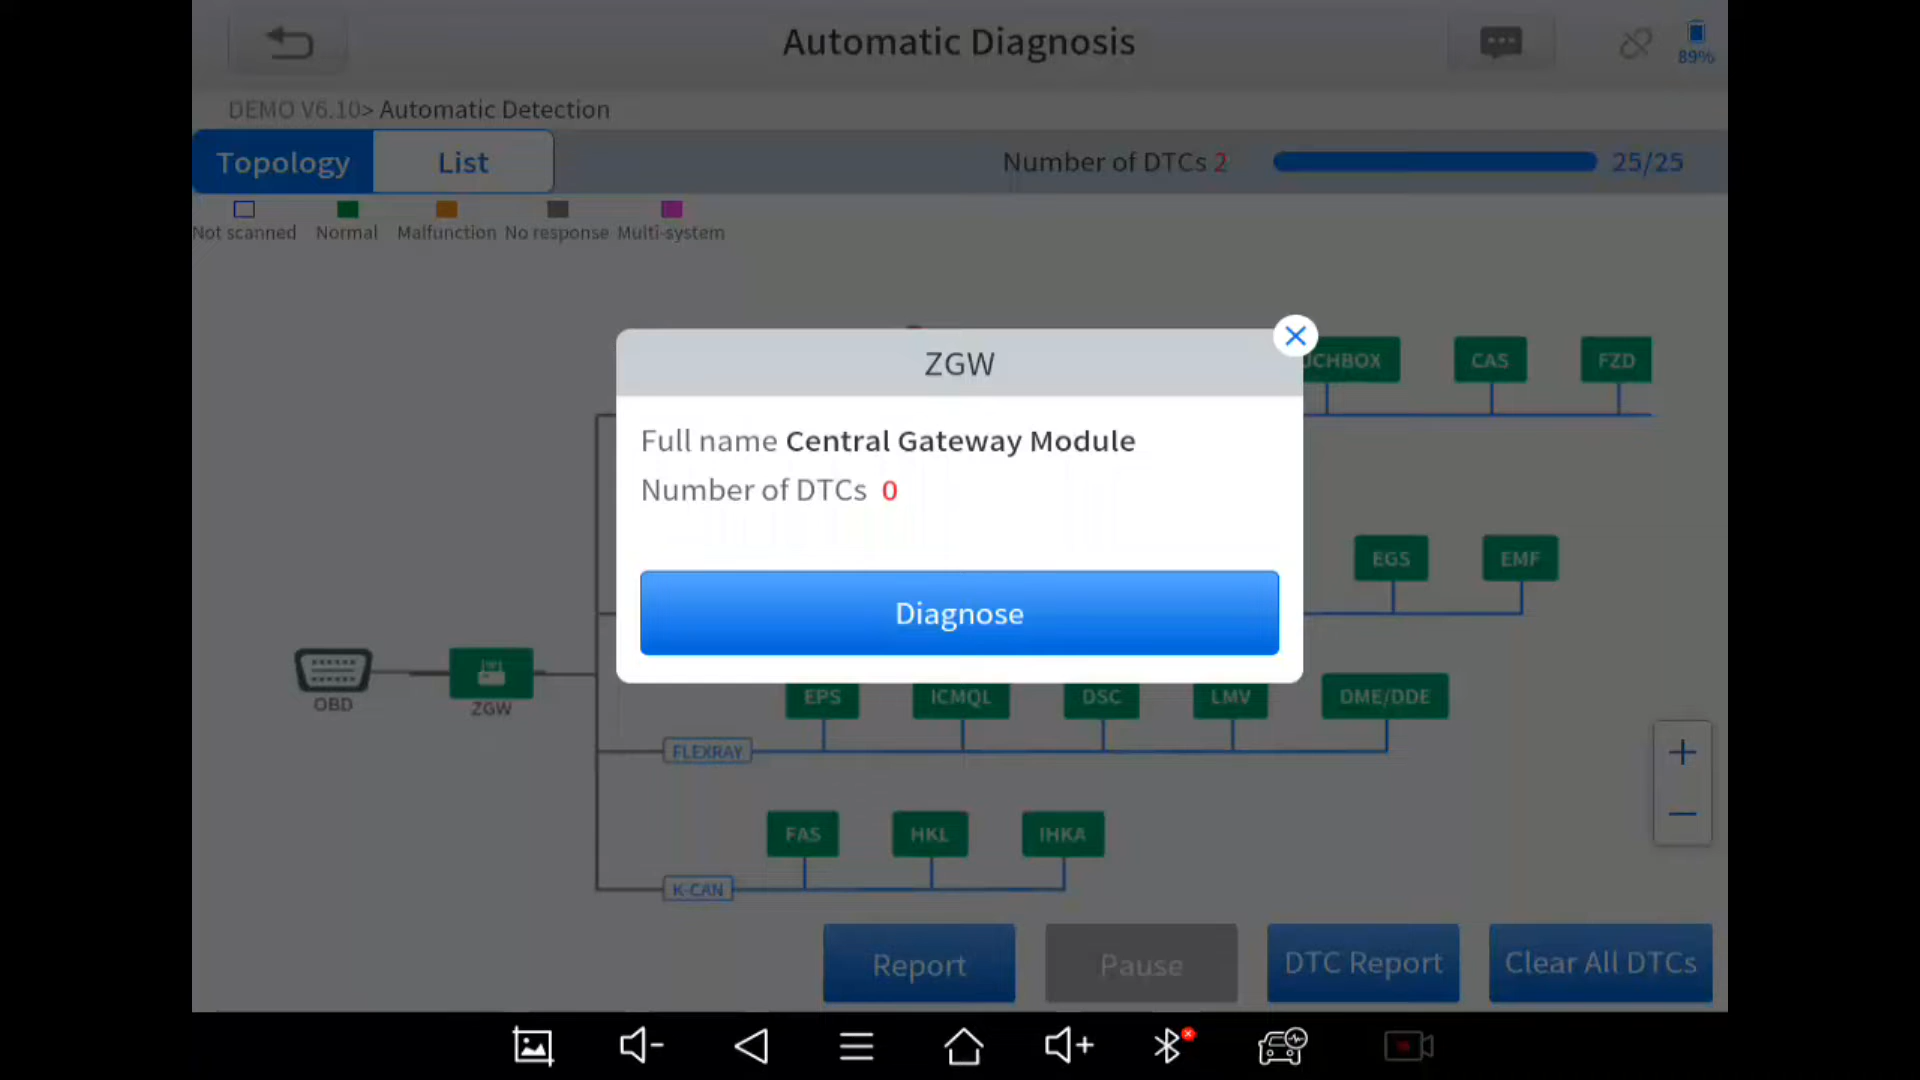 Automatic Diagnosis
89%
DEMO V6.10> Automatic Detection
Topology
List
Number of DTCs 2
25/25
Not scanned
Normal
Malfunction
No response
Multi-system
ZGW
CAS
FZD
Full name Central Gateway Module
Number of DTCs 0
EGS
EMF
Diagnose
OBD
ZGW
EPS
ICMQL
DSC
LMV
DME/DDE
FLEXRAY
+
−
FAS
HKL
IHKA
K-CAN
Report
Pause
DTC Report
Clear All DTCs